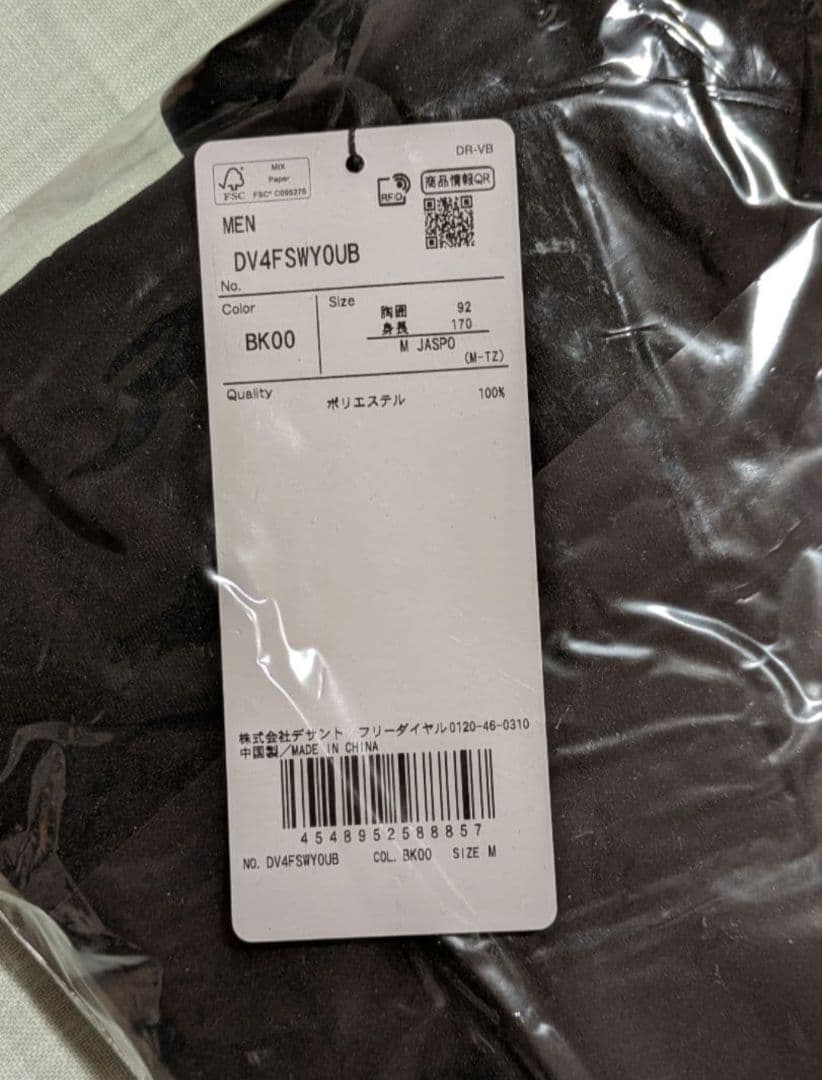 DR-VB
MIX
Paper
FSC
FSC® C095275
RFID
商品情報QR
MEN
DV4FSWY0UB
No.
Color
BK00
Size
胸囲 92
身長 170
M JASPO
(M-TZ)
Quality
ポリエステル 100%
株式会社デサント フリーダイヤル0120-46-0310
中国製/MADE IN CHINA
4548952588857
NO. DV4FSWY0UB COL. BK00 SIZE M